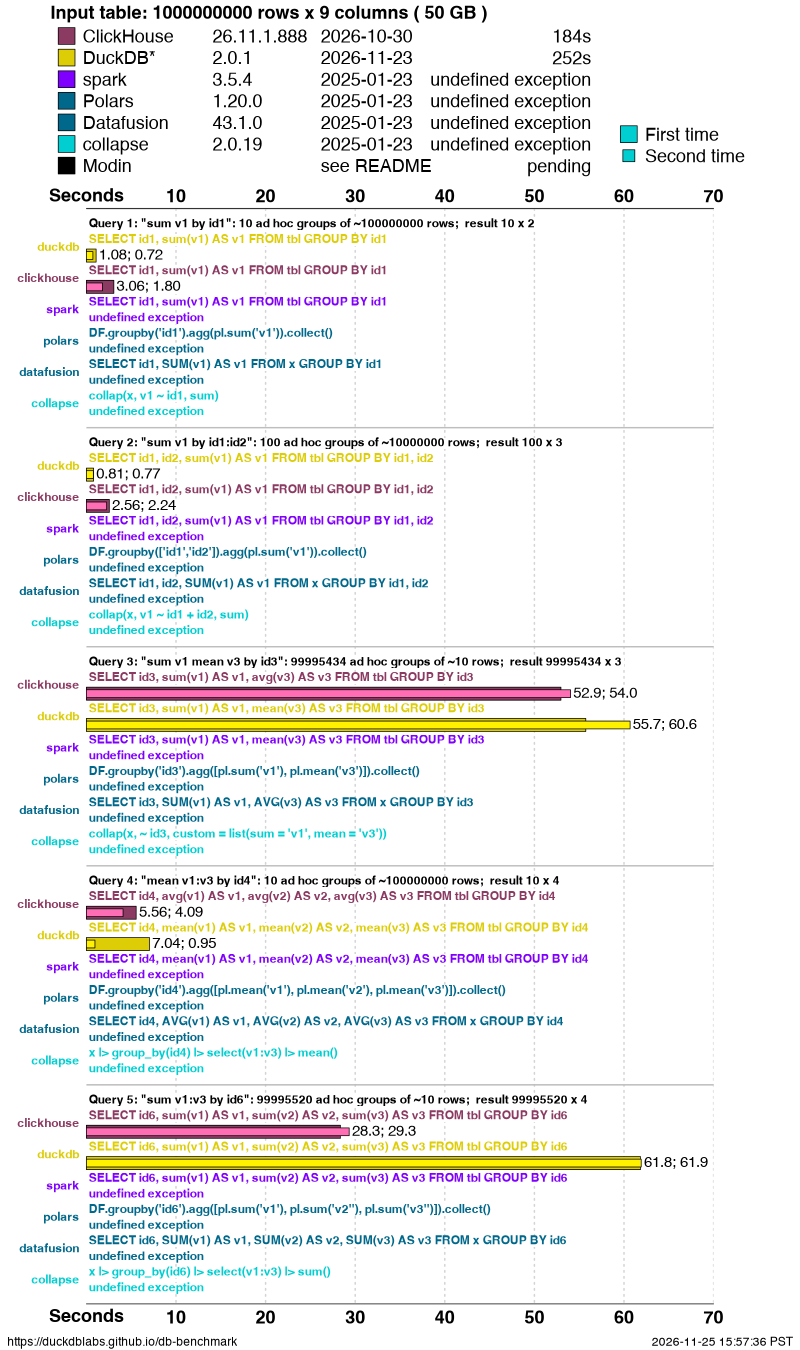 Input table: 1000000000 rows x 9 columns ( 50 GB )
ClickHouse 26.11.1.888 2026-10-30 184s
DuckDB* 2.0.1 2026-11-23 252s
spark 3.5.4 2025-01-23 undefined exception
Polars 1.20.0 2025-01-23 undefined exception
Datafusion 43.1.0 2025-01-23 undefined exception
collapse 2.0.19 2025-01-23 undefined exception
Modin see README pending
First time
Second time
Seconds 10 20 30 40 50 60 70
Query 1: "sum v1 by id1": 10 ad hoc groups of ~100000000 rows; result 10 x 2
SELECT id1, sum(v1) AS v1 FROM tbl GROUP BY id1
duckdb
1.08; 0.72
SELECT id1, sum(v1) AS v1 FROM tbl GROUP BY id1
clickhouse
3.06; 1.80
SELECT id1, sum(v1) AS v1 FROM tbl GROUP BY id1
spark
undefined exception
DF.groupby('id1').agg(pl.sum('v1')).collect()
polars
undefined exception
SELECT id1, SUM(v1) AS v1 FROM x GROUP BY id1
datafusion
undefined exception
collap(x, v1 ~ id1, sum)
collapse
undefined exception
Query 2: "sum v1 by id1:id2": 100 ad hoc groups of ~10000000 rows; result 100 x 3
SELECT id1, id2, sum(v1) AS v1 FROM tbl GROUP BY id1, id2
duckdb
0.81; 0.77
SELECT id1, id2, sum(v1) AS v1 FROM tbl GROUP BY id1, id2
clickhouse
2.56; 2.24
SELECT id1, id2, sum(v1) AS v1 FROM tbl GROUP BY id1, id2
spark
undefined exception
DF.groupby(['id1','id2']).agg(pl.sum('v1')).collect()
polars
undefined exception
SELECT id1, id2, SUM(v1) AS v1 FROM x GROUP BY id1, id2
datafusion
undefined exception
collap(x, v1 ~ id1 + id2, sum)
collapse
undefined exception
Query 3: "sum v1 mean v3 by id3": 99995434 ad hoc groups of ~10 rows; result 99995434 x 3
SELECT id3, sum(v1) AS v1, avg(v3) AS v3 FROM tbl GROUP BY id3
clickhouse
52.9; 54.0
SELECT id3, sum(v1) AS v1, mean(v3) AS v3 FROM tbl GROUP BY id3
duckdb
55.7; 60.6
SELECT id3, sum(v1) AS v1, mean(v3) AS v3 FROM tbl GROUP BY id3
spark
undefined exception
DF.groupby('id3').agg([pl.sum('v1'), pl.mean('v3')]).collect()
polars
undefined exception
SELECT id3, SUM(v1) AS v1, AVG(v3) AS v3 FROM x GROUP BY id3
datafusion
undefined exception
collap(x, ~ id3, custom = list(sum = 'v1', mean = 'v3'))
collapse
undefined exception
Query 4: "mean v1:v3 by id4": 10 ad hoc groups of ~100000000 rows; result 10 x 4
SELECT id4, avg(v1) AS v1, avg(v2) AS v2, avg(v3) AS v3 FROM tbl GROUP BY id4
clickhouse
5.56; 4.09
SELECT id4, mean(v1) AS v1, mean(v2) AS v2, mean(v3) AS v3 FROM tbl GROUP BY id4
duckdb
7.04; 0.95
SELECT id4, mean(v1) AS v1, mean(v2) AS v2, mean(v3) AS v3 FROM tbl GROUP BY id4
spark
undefined exception
DF.groupby('id4').agg([pl.mean('v1'), pl.mean('v2'), pl.mean('v3')]).collect()
polars
undefined exception
SELECT id4, AVG(v1) AS v1, AVG(v2) AS v2, AVG(v3) AS v3 FROM x GROUP BY id4
datafusion
undefined exception
x |> group_by(id4) |> select(v1:v3) |> mean()
collapse
undefined exception
Query 5: "sum v1:v3 by id6": 99995520 ad hoc groups of ~10 rows; result 99995520 x 4
SELECT id6, sum(v1) AS v1, sum(v2) AS v2, sum(v3) AS v3 FROM tbl GROUP BY id6
clickhouse
28.3; 29.3
SELECT id6, sum(v1) AS v1, sum(v2) AS v2, sum(v3) AS v3 FROM tbl GROUP BY id6
duckdb
61.8; 61.9
SELECT id6, sum(v1) AS v1, sum(v2) AS v2, sum(v3) AS v3 FROM tbl GROUP BY id6
spark
undefined exception
DF.groupby('id6').agg([pl.sum('v1'), pl.sum('v2''), pl.sum('v3'')]).collect()
polars
undefined exception
SELECT id6, SUM(v1) AS v1, SUM(v2) AS v2, SUM(v3) AS v3 FROM x GROUP BY id6
datafusion
undefined exception
x |> group_by(id6) |> select(v1:v3) |> sum()
collapse
undefined exception
Seconds 10 20 30 40 50 60 70
https://duckdblabs.github.io/db-benchmark
2026-11-25 15:57:36 PST